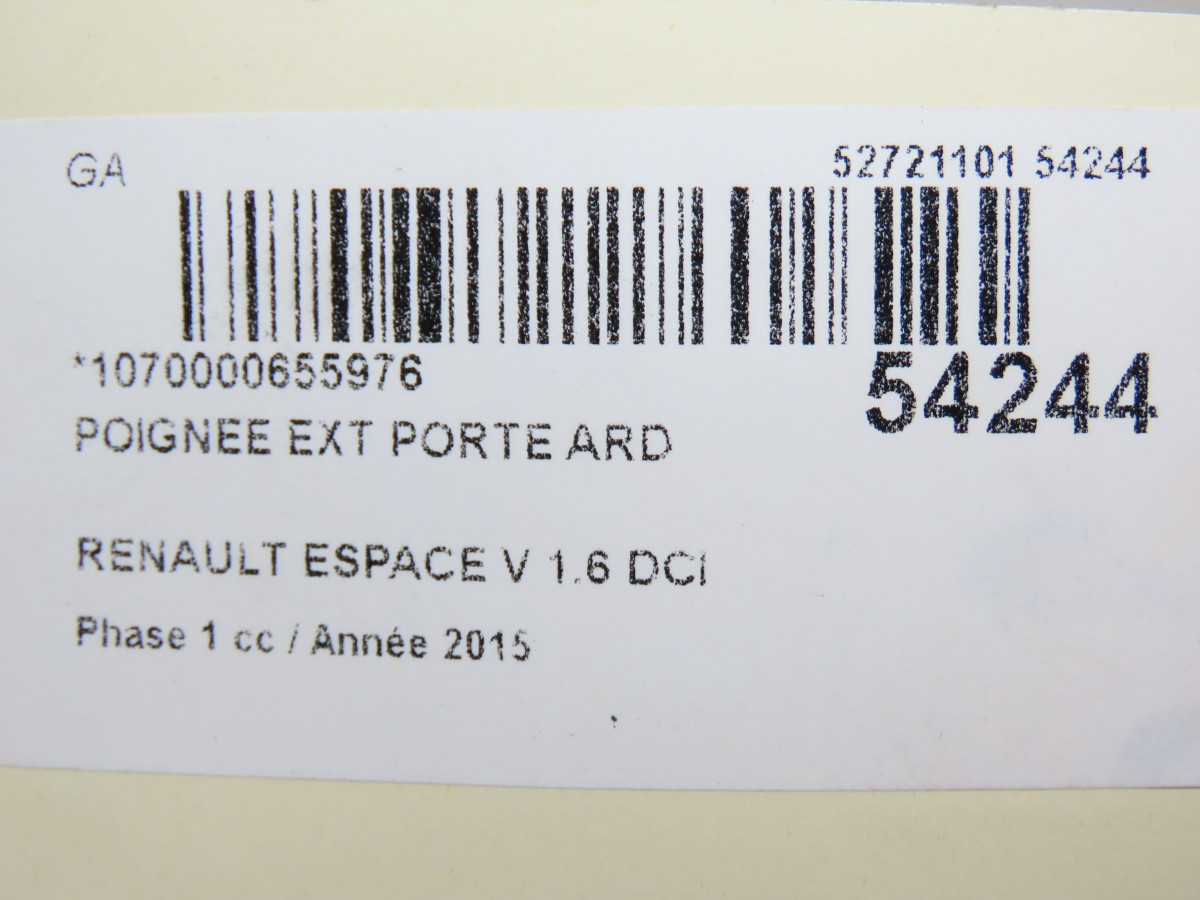 GA
52721101 54244
*1070000655976
54244
POIGNEE EXT PORTE ARD
RENAULT ESPACE V 1.6 DCI
Phase 1 cc / Année 2015